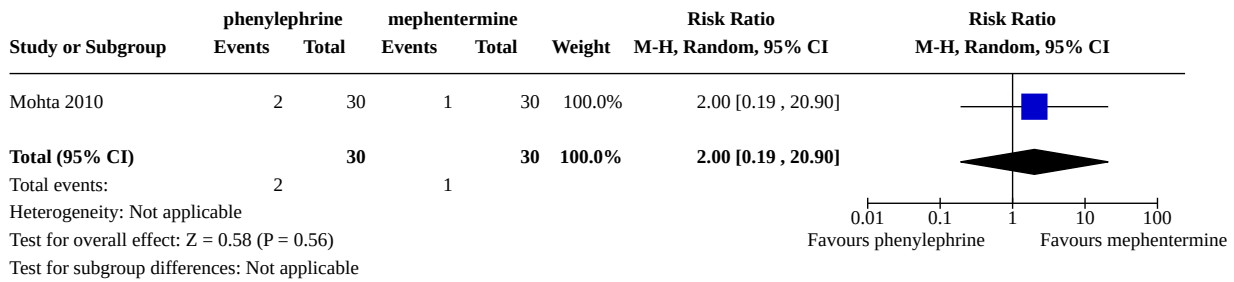 phenylephrine mephentermine Risk Ratio Risk Ratio
Study or Subgroup Events Total Events Total Weight M-H, Random, 95% CI M-H, Random, 95% CI
Mohta 2010 2 30 1 30 100.0% 2.00 [0.19 , 20.90]
Total (95% CI) 30 30 100.0% 2.00 [0.19 , 20.90]
Total events: 2 1
Heterogeneity: Not applicable
0.01 0.1 1 10 100
Test for overall effect: Z = 0.58 (P = 0.56) Favours phenylephrine Favours mephentermine
Test for subgroup differences: Not applicable